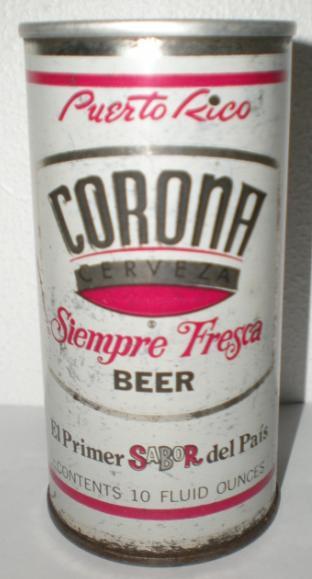 Puerto Rico
CORONA
CERVEZA
®
Siempre Fresca
BEER
El Primer SABOR del País
CONTENTS 10 FLUID OUNCES